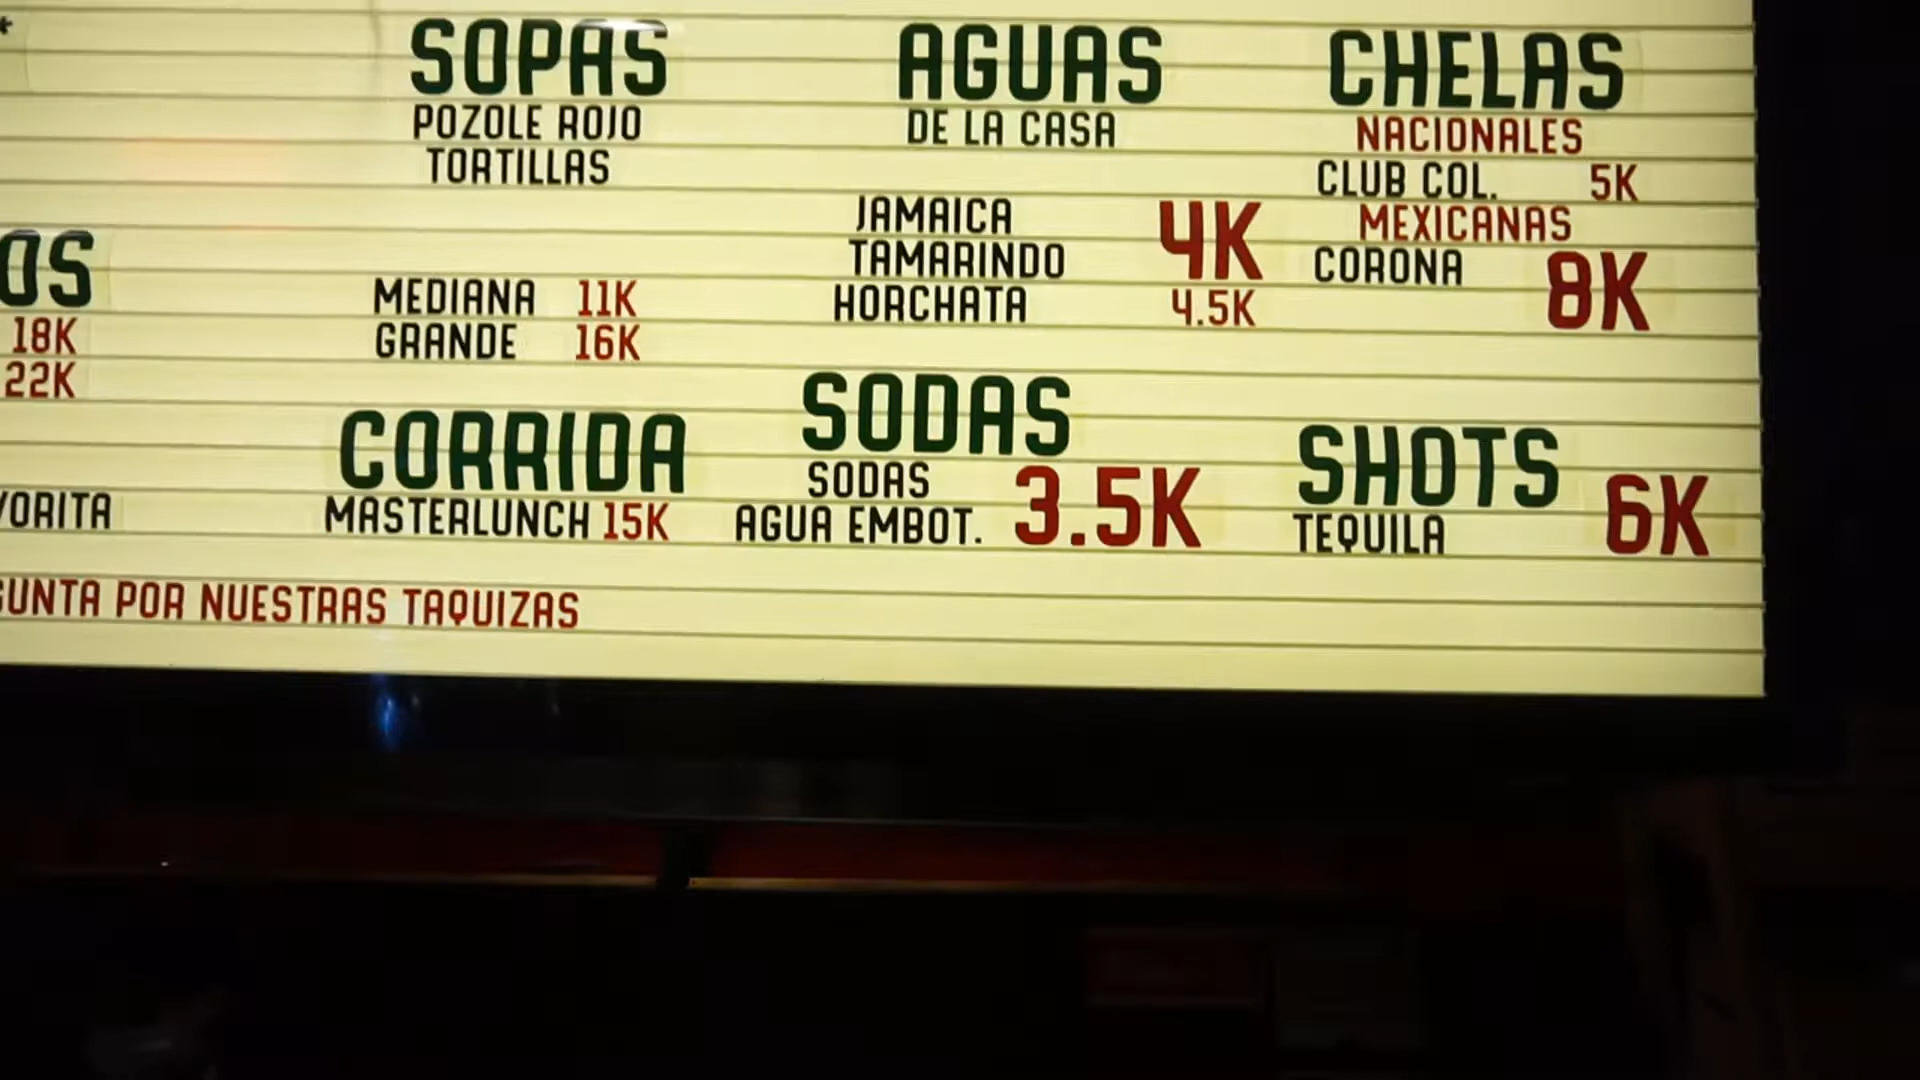 *
OS
18K
22K
SOPAS
POZOLE ROJO
TORTILLAS
MEDIANA 11K
GRANDE 16K
CORRIDA
MASTERLUNCH 15K
AGUAS
DE LA CASA
JAMAICA
TAMARINDO 4K
HORCHATA 4.5K
SODAS
SODAS
AGUA EMBOT. 3.5K
CHELAS
NACIONALES
CLUB COL. 5K
MEXICANAS
CORONA 8K
SHOTS
TEQUILA 6K
VORITA
GUNTA POR NUESTRAS TAQUIZAS